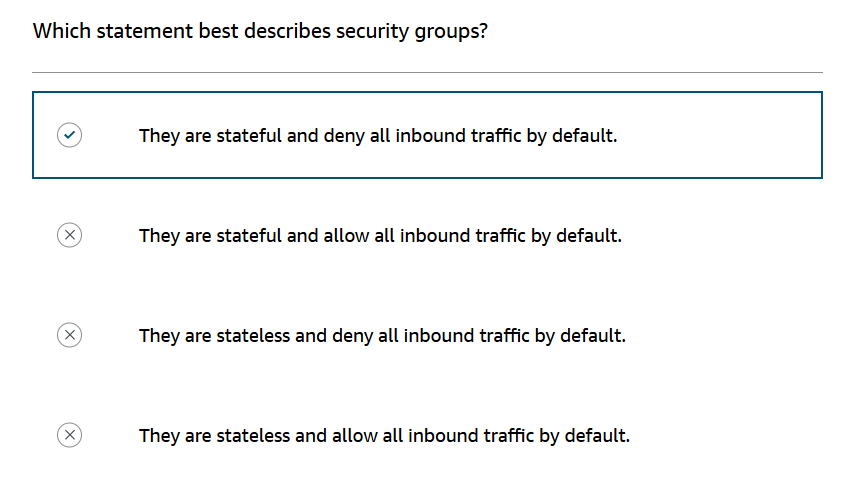 Which statement best describes security groups?
They are stateful and deny all inbound traffic by default.
They are stateful and allow all inbound traffic by default.
They are stateless and deny all inbound traffic by default.
They are stateless and allow all inbound traffic by default.